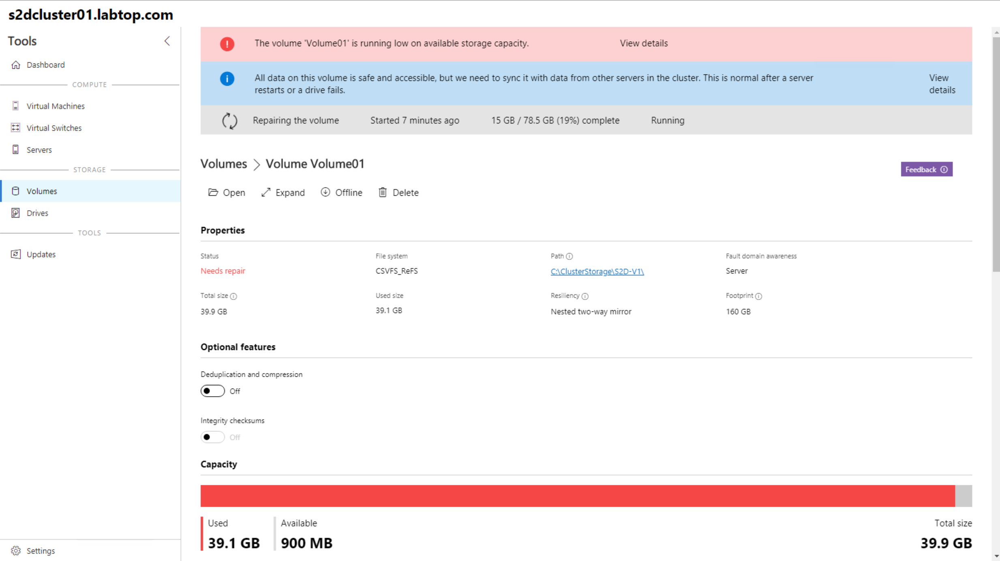 s2dcluster01.labtop.com
Tools
Dashboard
COMPUTE
Virtual Machines
Virtual Switches
Servers
STORAGE
Volumes
Drives
TOOLS
Updates
Settings
The volume 'Volume01' is running low on available storage capacity. View details
All data on this volume is safe and accessible, but we need to sync it with data from other servers in the cluster. This is normal after a server
restarts or a drive fails.
View
details
Repairing the volume Started 7 minutes ago 15 GB / 78.5 GB (19%) complete Running
Volumes > Volume Volume01
Feedback
Open Expand Offline Delete
Properties
Status File system Path Fault domain awareness
Needs repair CSVFS_ReFS C:\ClusterStorage\S2D-V1\ Server
Total size Used size Resiliency Footprint
39.9 GB 39.1 GB Nested two-way mirror 160 GB
Optional features
Deduplication and compression
Off
Integrity checksums
Off
Capacity
Used Available Total size
39.1 GB 900 MB 39.9 GB